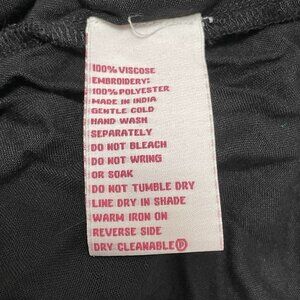 100% VISCOSE
EMBROIDERY:
100% POLYESTER
MADE IN INDIA
GENTLE COLD
HAND WASH
SEPARATELY
DO NOT BLEACH
DO NOT WRING
OR SOAK
DO NOT TUMBLE DRY
LINE DRY IN SHADE
WARM IRON ON
REVERSE SIDE
DRY CLEANABLE Ⓟ